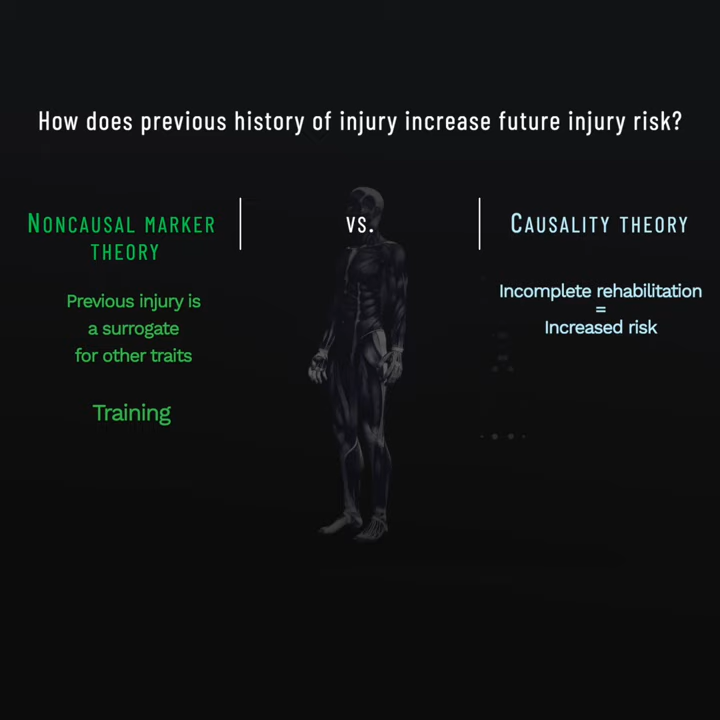 How does previous history of injury increase future injury risk?
NONCAUSAL MARKER
THEORY
vs.
CAUSALITY THEORY
Previous injury is
a surrogate
for other traits
Training
Incomplete rehabilitation
=
Increased risk